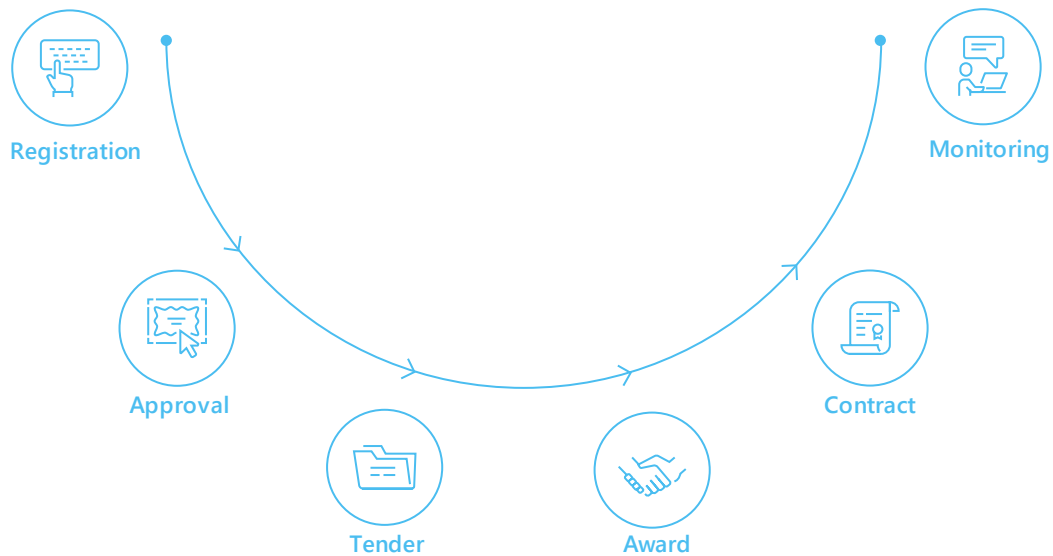 Registration
Approval
Tender
Award
Contract
Monitoring